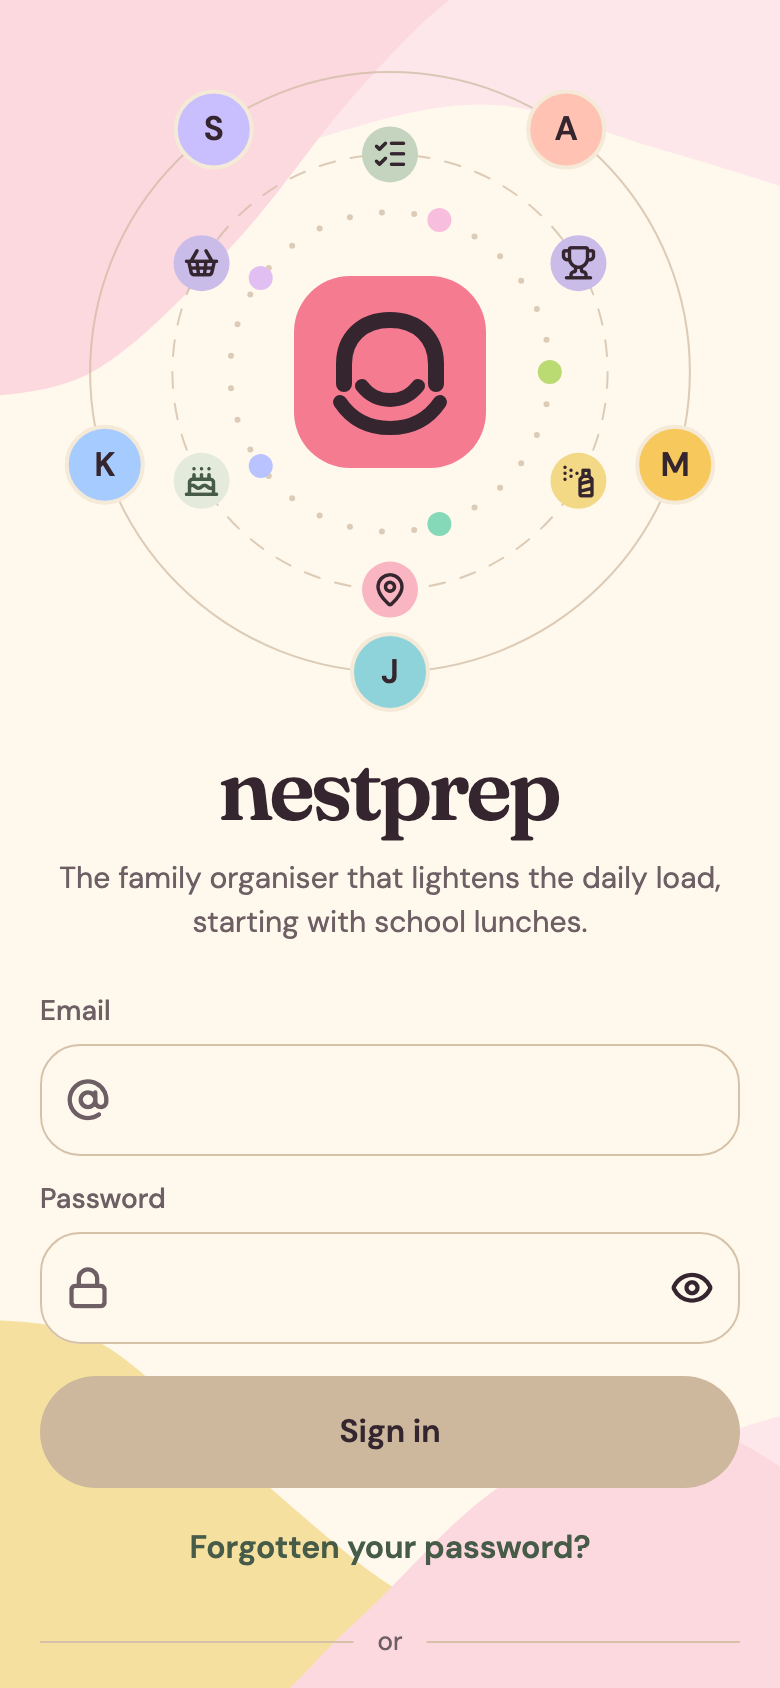 S
A
K
M
J
nestprep
The family organiser that lightens the daily load,
starting with school lunches.
Email
@
Password
Sign in
Forgotten your password?
or